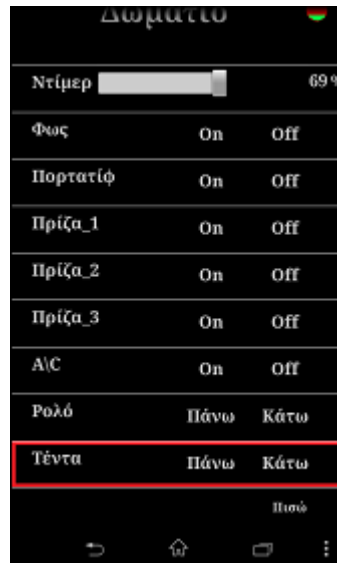 Δωματιο
Ντίμερ 69 %
Φως On Off
Πορτατίφ On Off
Πρίζα_1 On Off
Πρίζα_2 On Off
Πρίζα_3 On Off
A\C On Off
Ρολό Πάνω Κάτω
Τέντα Πάνω Κάτω
Πισώ